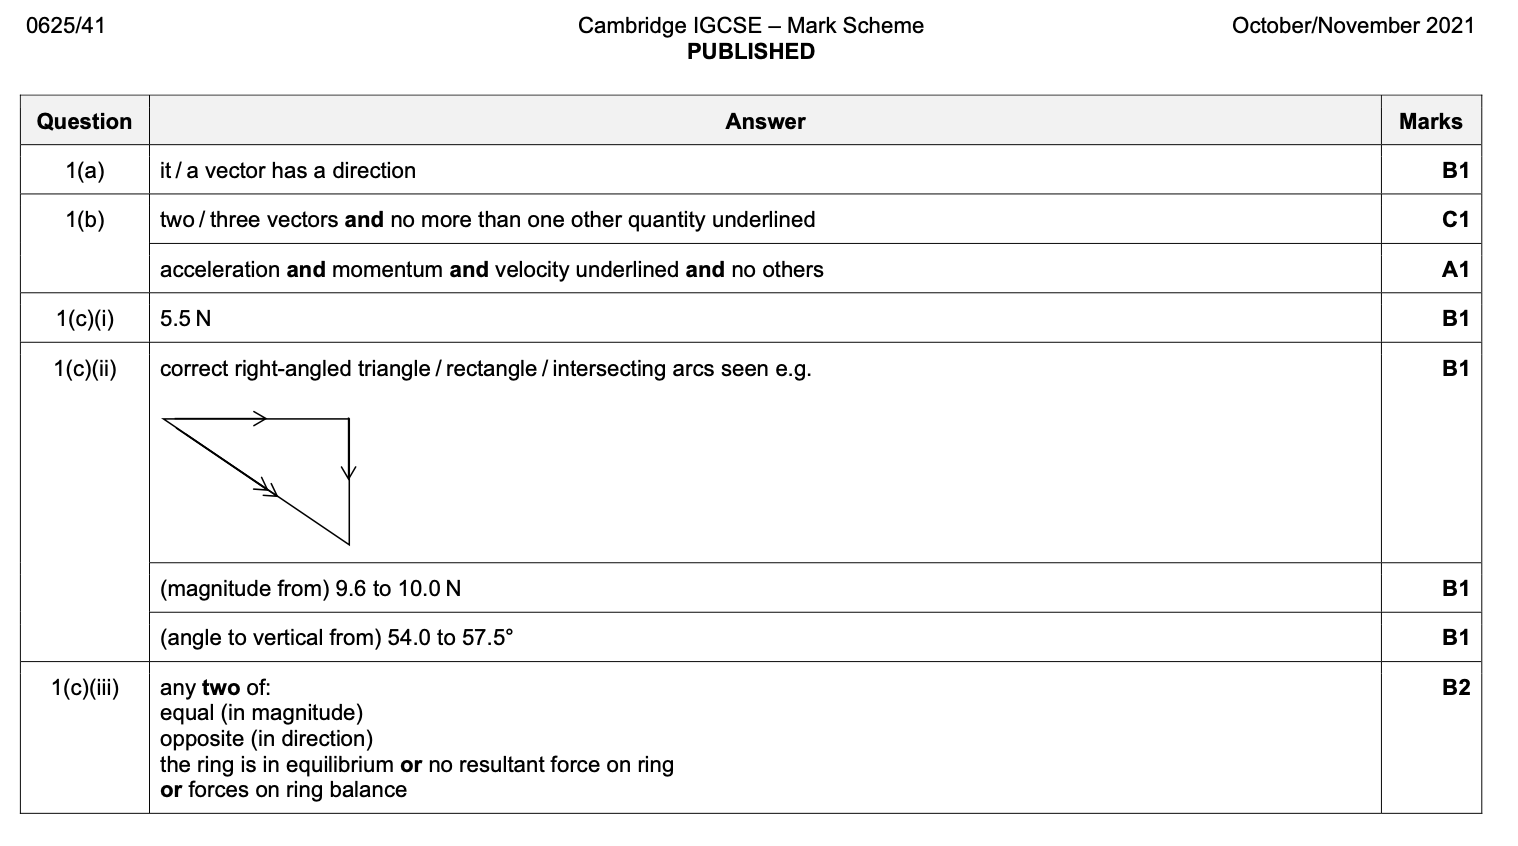 0625/41 Cambridge IGCSE – Mark Scheme October/November 2021
PUBLISHED
Question Answer Marks
1(a) it / a vector has a direction B1
1(b) two / three vectors and no more than one other quantity underlined C1
acceleration and momentum and velocity underlined and no others A1
1(c)(i) 5.5 N B1
1(c)(ii) correct right-angled triangle / rectangle / intersecting arcs seen e.g. B1
(magnitude from) 9.6 to 10.0 N B1
(angle to vertical from) 54.0 to 57.5° B1
1(c)(iii) any two of: B2
equal (in magnitude)
opposite (in direction)
the ring is in equilibrium or no resultant force on ring
or forces on ring balance